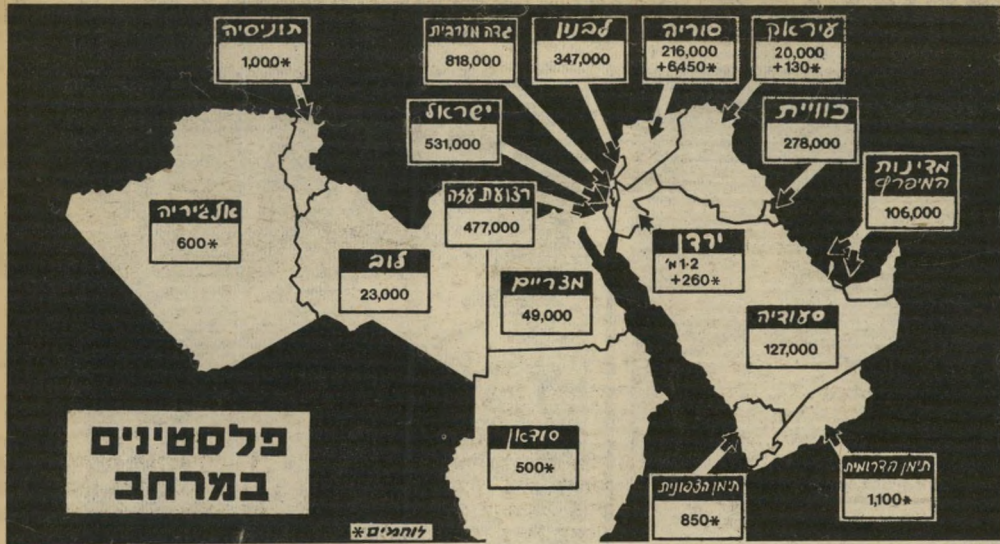 תוניסיה
1,000*
גדה מערבית
818,000
לבנון
347,000
סוריה
216,000
+6,450*
עיראק
20,000
+130*
ישראל
531,000
כוויית
278,000
מדינות
המיפרץ
106,000
רצועת עזה
477,000
אלג'יריה
600*
ירדן
1·2 מ'
+260*
לוב
23,000
מצריים
49,000
סעודיה
127,000
פלסטינים
במרחב
סודאן
500*
תימן הצפונית
850*
תימן הדרומית
1,100*
*לוחמים